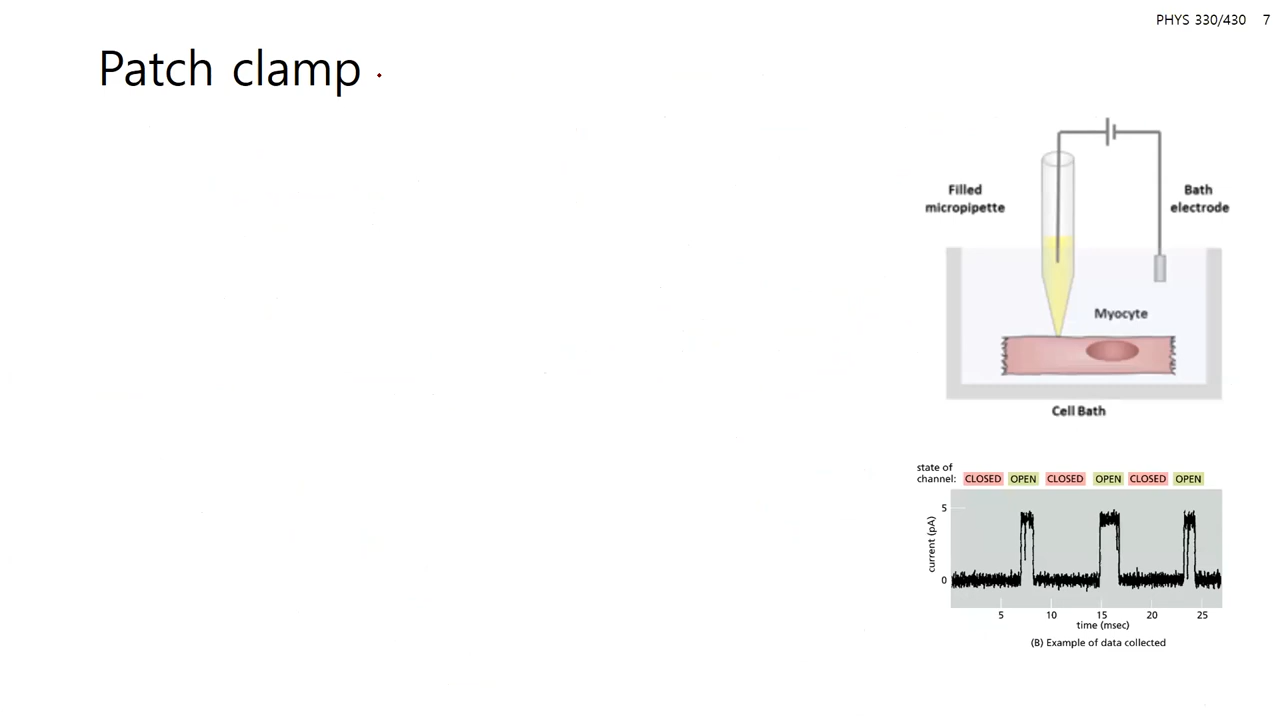 PHYS 330/430 7
Patch clamp
Filled
micropipette
Bath
electrode
Myocyte
Cell Bath
state of
channel: CLOSED OPEN CLOSED OPEN CLOSED OPEN
5
current (pA)
0
5 10 15 20 25
time (msec)
(B) Example of data collected